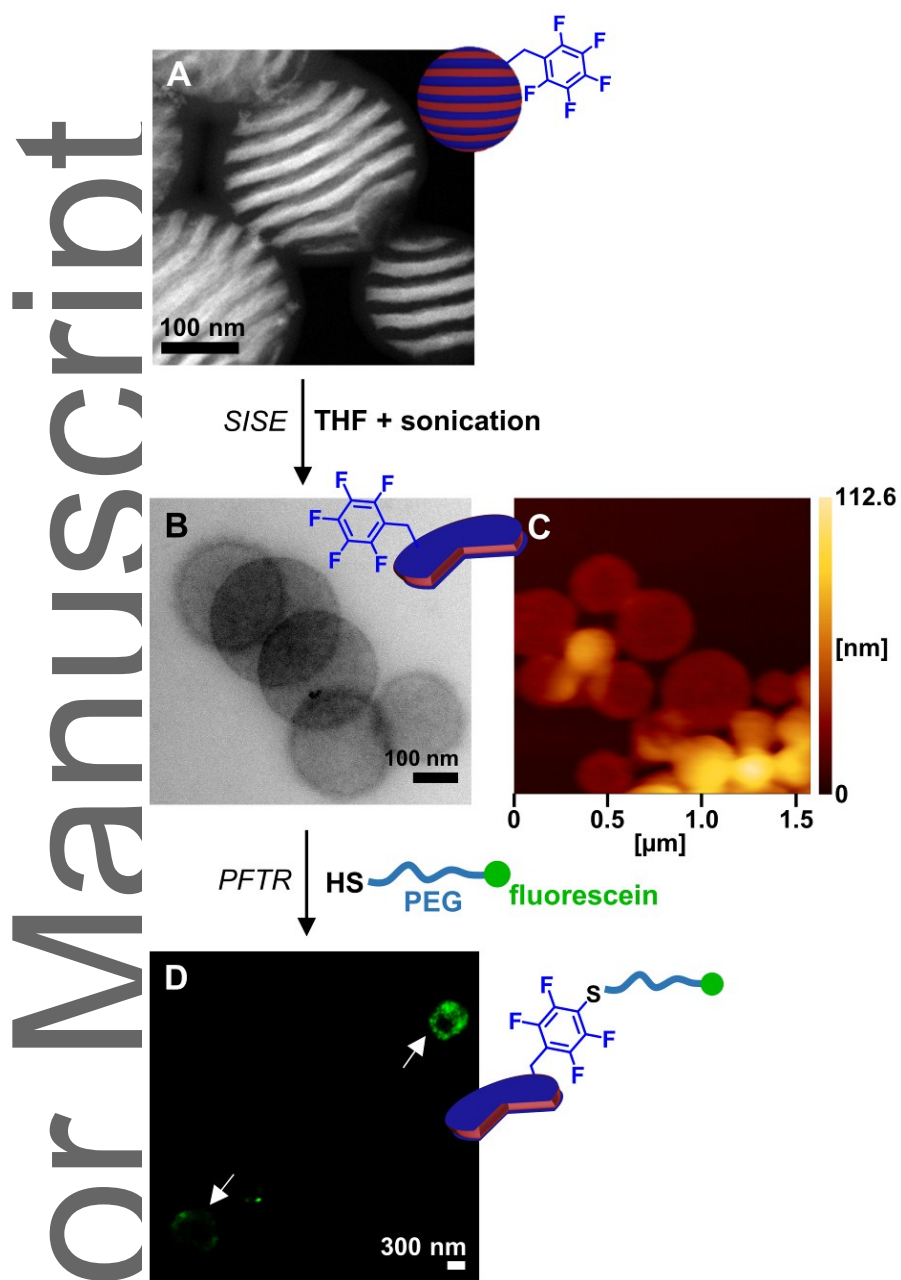 or Manuscript
A
F
F
F
F
F
100 nm
SISE
THF + sonication
F
F
F
F
F
B
C
112.6
[nm]
0
100 nm
0
0.5
1.0
1.5
[µm]
PFTR
HS
PEG
fluorescein
D
S
F
F
F
F
300 nm